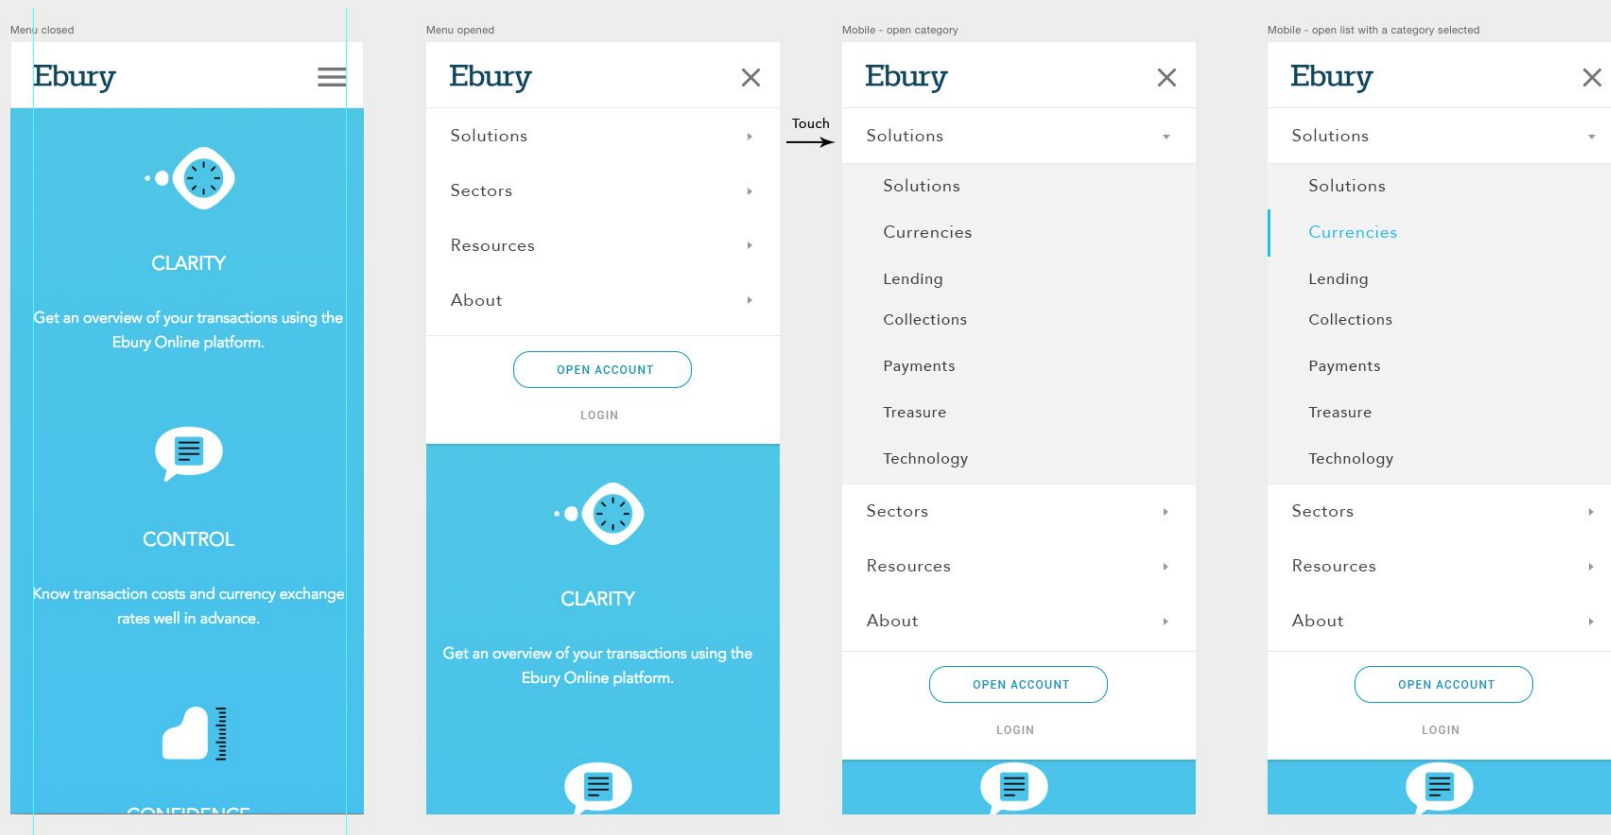 Menu closed
Ebury
CLARITY
Get an overview of your transactions using the
Ebury Online platform.
CONTROL
Know transaction costs and currency exchange
rates well in advance.
CONFIDENCE
Menu opened
Ebury
Solutions
Sectors
Resources
About
OPEN ACCOUNT
LOGIN
CLARITY
Get an overview of your transactions using the
Ebury Online platform.
Touch
Mobile - open category
Ebury
Solutions
Solutions
Currencies
Lending
Collections
Payments
Treasure
Technology
Sectors
Resources
About
OPEN ACCOUNT
LOGIN
Mobile - open list with a category selected
Ebury
Solutions
Solutions
Currencies
Lending
Collections
Payments
Treasure
Technology
Sectors
Resources
About
OPEN ACCOUNT
LOGIN